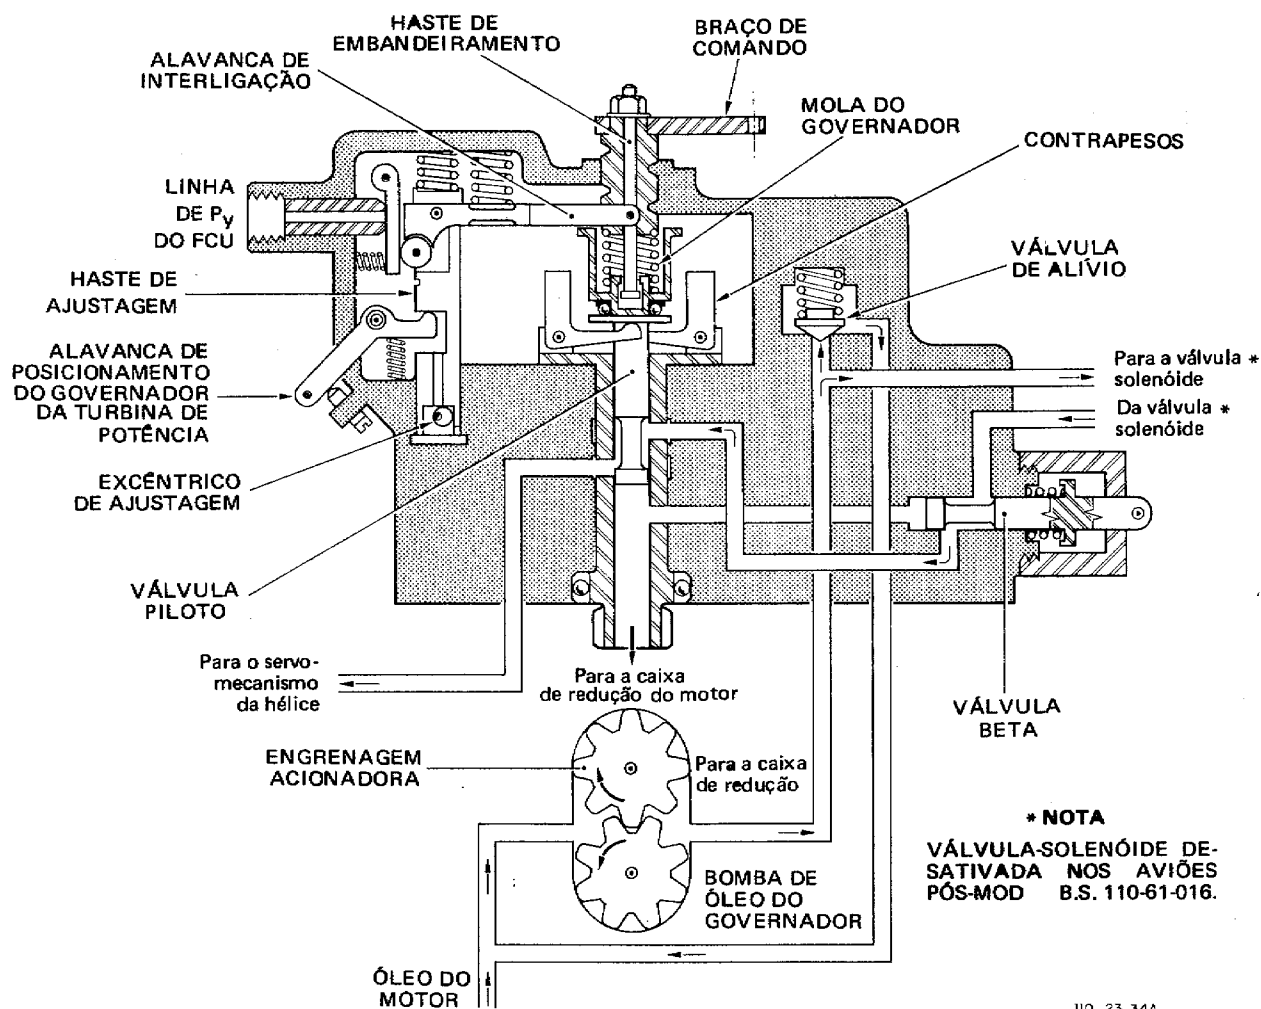 HASTE DE
EMBANDEIRAMENTO
BRAÇO DE
COMANDO
ALAVANCA DE
INTERLIGAÇÃO
MOLA DO
GOVERNADOR
CONTRAPESOS
LINHA
DE Py
DO FCU
VÁLVULA
DE ALÍVIO
HASTE DE
AJUSTAGEM
ALAVANCA DE
POSICIONAMENTO
DO GOVERNADOR
DA TURBINA DE
POTÊNCIA
Para a válvula *
solenóide
Da válvula *
solenóide
EXCÊNTRICO
DE AJUSTAGEM
VÁLVULA
PILOTO
Para o servo-
mecanismo
da hélice
Para a caixa
de redução do motor
VÁLVULA
BETA
ENGRENAGEM
ACIONADORA
Para a caixa
de redução
* NOTA
VÁLVULA-SOLENÓIDE DE-
SATIVADA NOS AVIÕES
PÓS-MOD B.S. 110-61-016.
BOMBA DE
ÓLEO DO
GOVERNADOR
ÓLEO DO
MOTOR